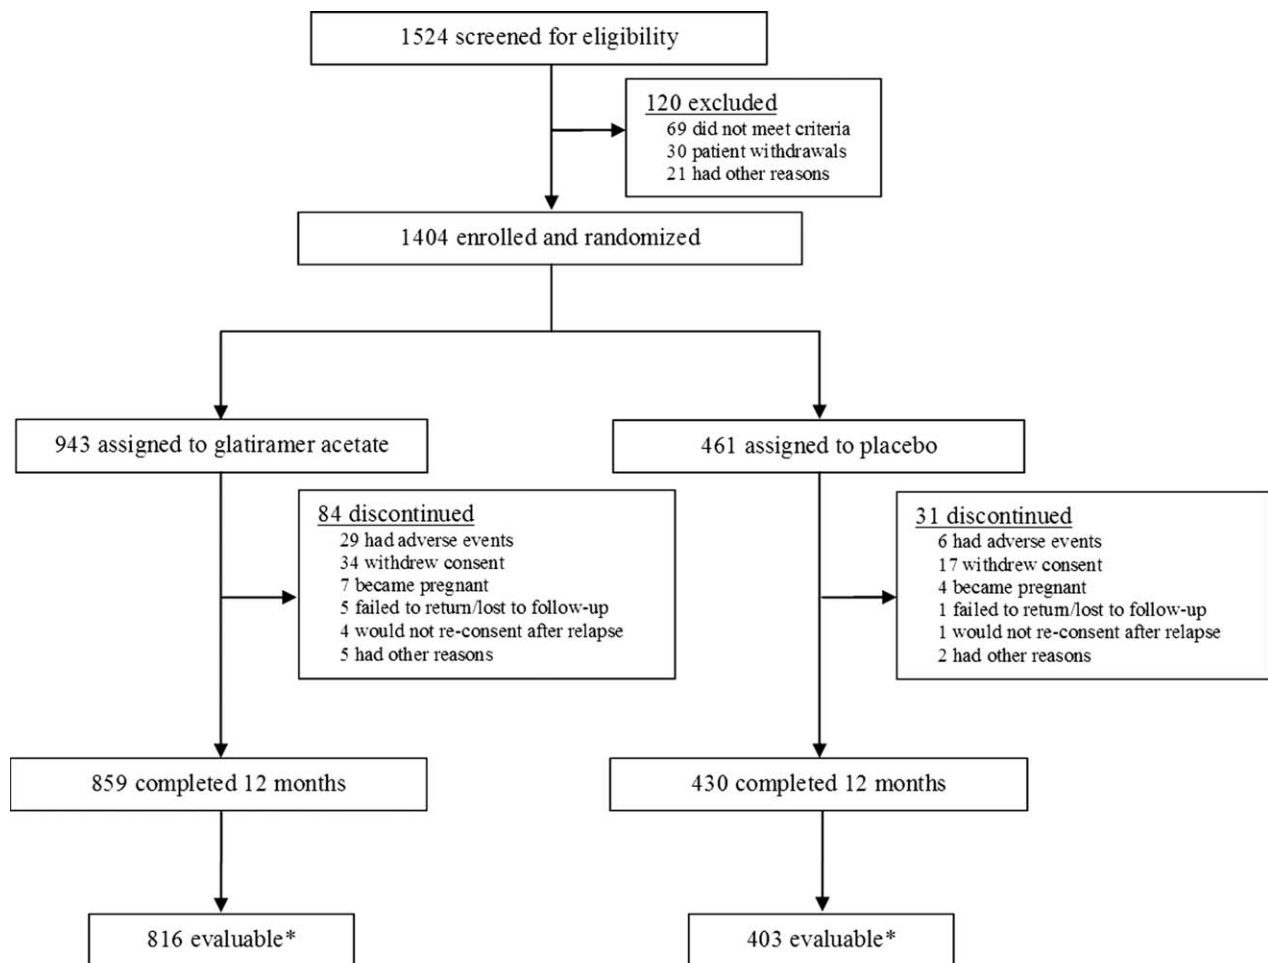 1524 screened for eligibility
120 excluded
69 did not meet criteria
30 patient withdrawals
21 had other reasons
1404 enrolled and randomized
943 assigned to glatiramer acetate
461 assigned to placebo
84 discontinued
29 had adverse events
34 withdrew consent
7 became pregnant
5 failed to return/lost to follow-up
4 would not re-consent after relapse
5 had other reasons
31 discontinued
6 had adverse events
17 withdrew consent
4 became pregnant
1 failed to return/lost to follow-up
1 would not re-consent after relapse
2 had other reasons
859 completed 12 months
430 completed 12 months
816 evaluable*
403 evaluable*